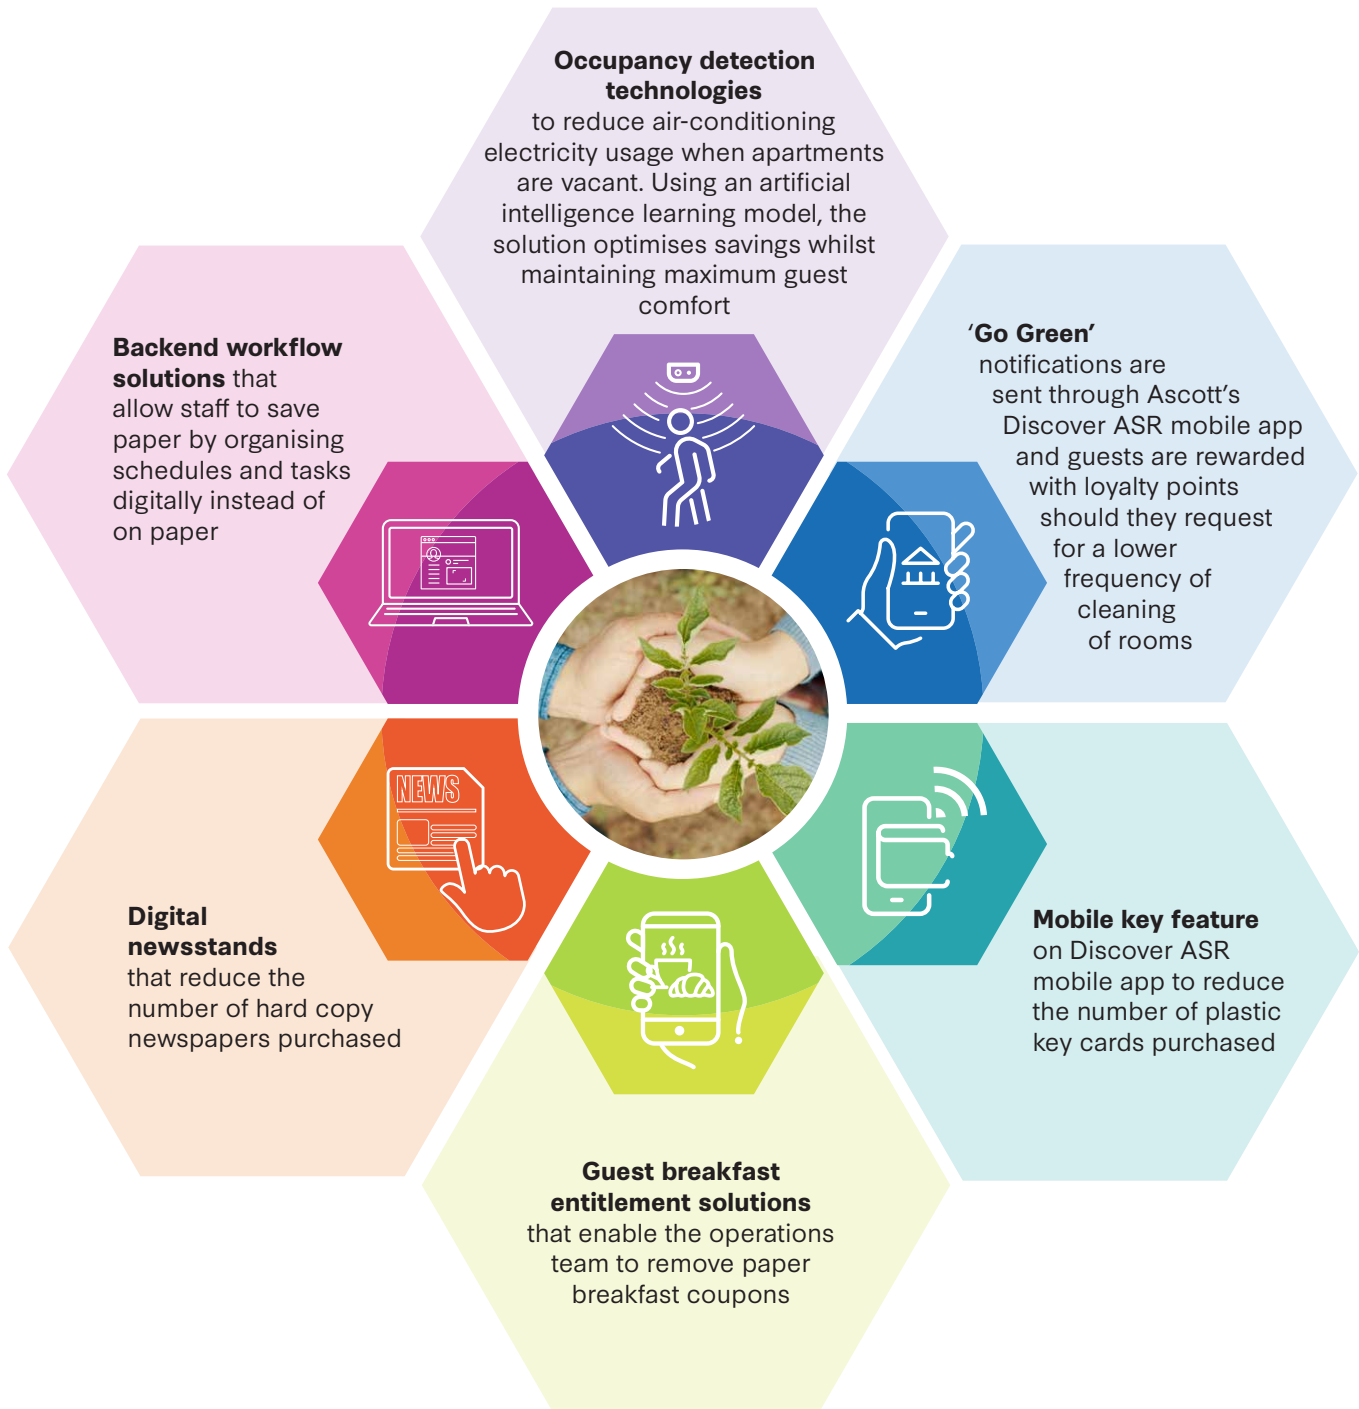 Occupancy detection
technologies
to reduce air-conditioning
electricity usage when apartments
are vacant. Using an artificial
intelligence learning model, the
solution optimises savings whilst
maintaining maximum guest
comfort
‘Go Green’
notifications are
sent through Ascott’s
Discover ASR mobile app
and guests are rewarded
with loyalty points
should they request
for a lower
frequency of
cleaning
of rooms
Mobile key feature
on Discover ASR
mobile app to reduce
the number of plastic
key cards purchased
Guest breakfast
entitlement solutions
that enable the operations
team to remove paper
breakfast coupons
NEWS
Digital
newsstands
that reduce the
number of hard copy
newspapers purchased
Backend workflow
solutions that
allow staff to save
paper by organising
schedules and tasks
digitally instead of
on paper